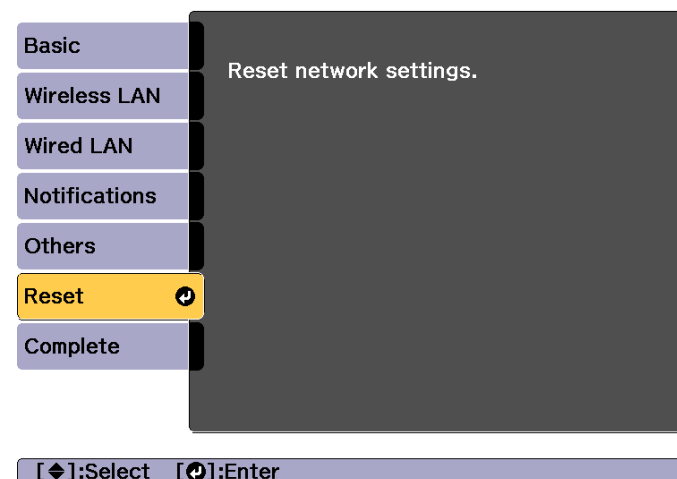 Basic
Wireless LAN
Wired LAN
Notifications
Others
Reset
Complete
Reset network settings.
[◆]:Select [↵]:Enter